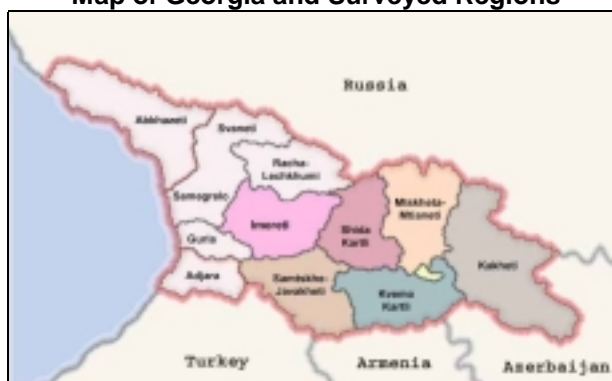 Map of Georgia and Surveyed Regions
Russia
Abkhazeti
Svaneti
Racha-
Lechkhumi
Samegrelo
Imereti
Shida
Kartli
Mtskheta-
Mtianeti
Guria
Adjara
Samtskhe-
Javakheti
Kvemo
Kartli
Kakheti
Turkey
Armenia
Azerbaijan